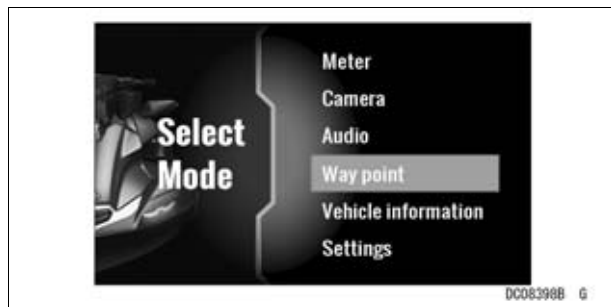 Select
Mode
Meter
Camera
Audio
Way point
Vehicle information
Settings
DC08398B G